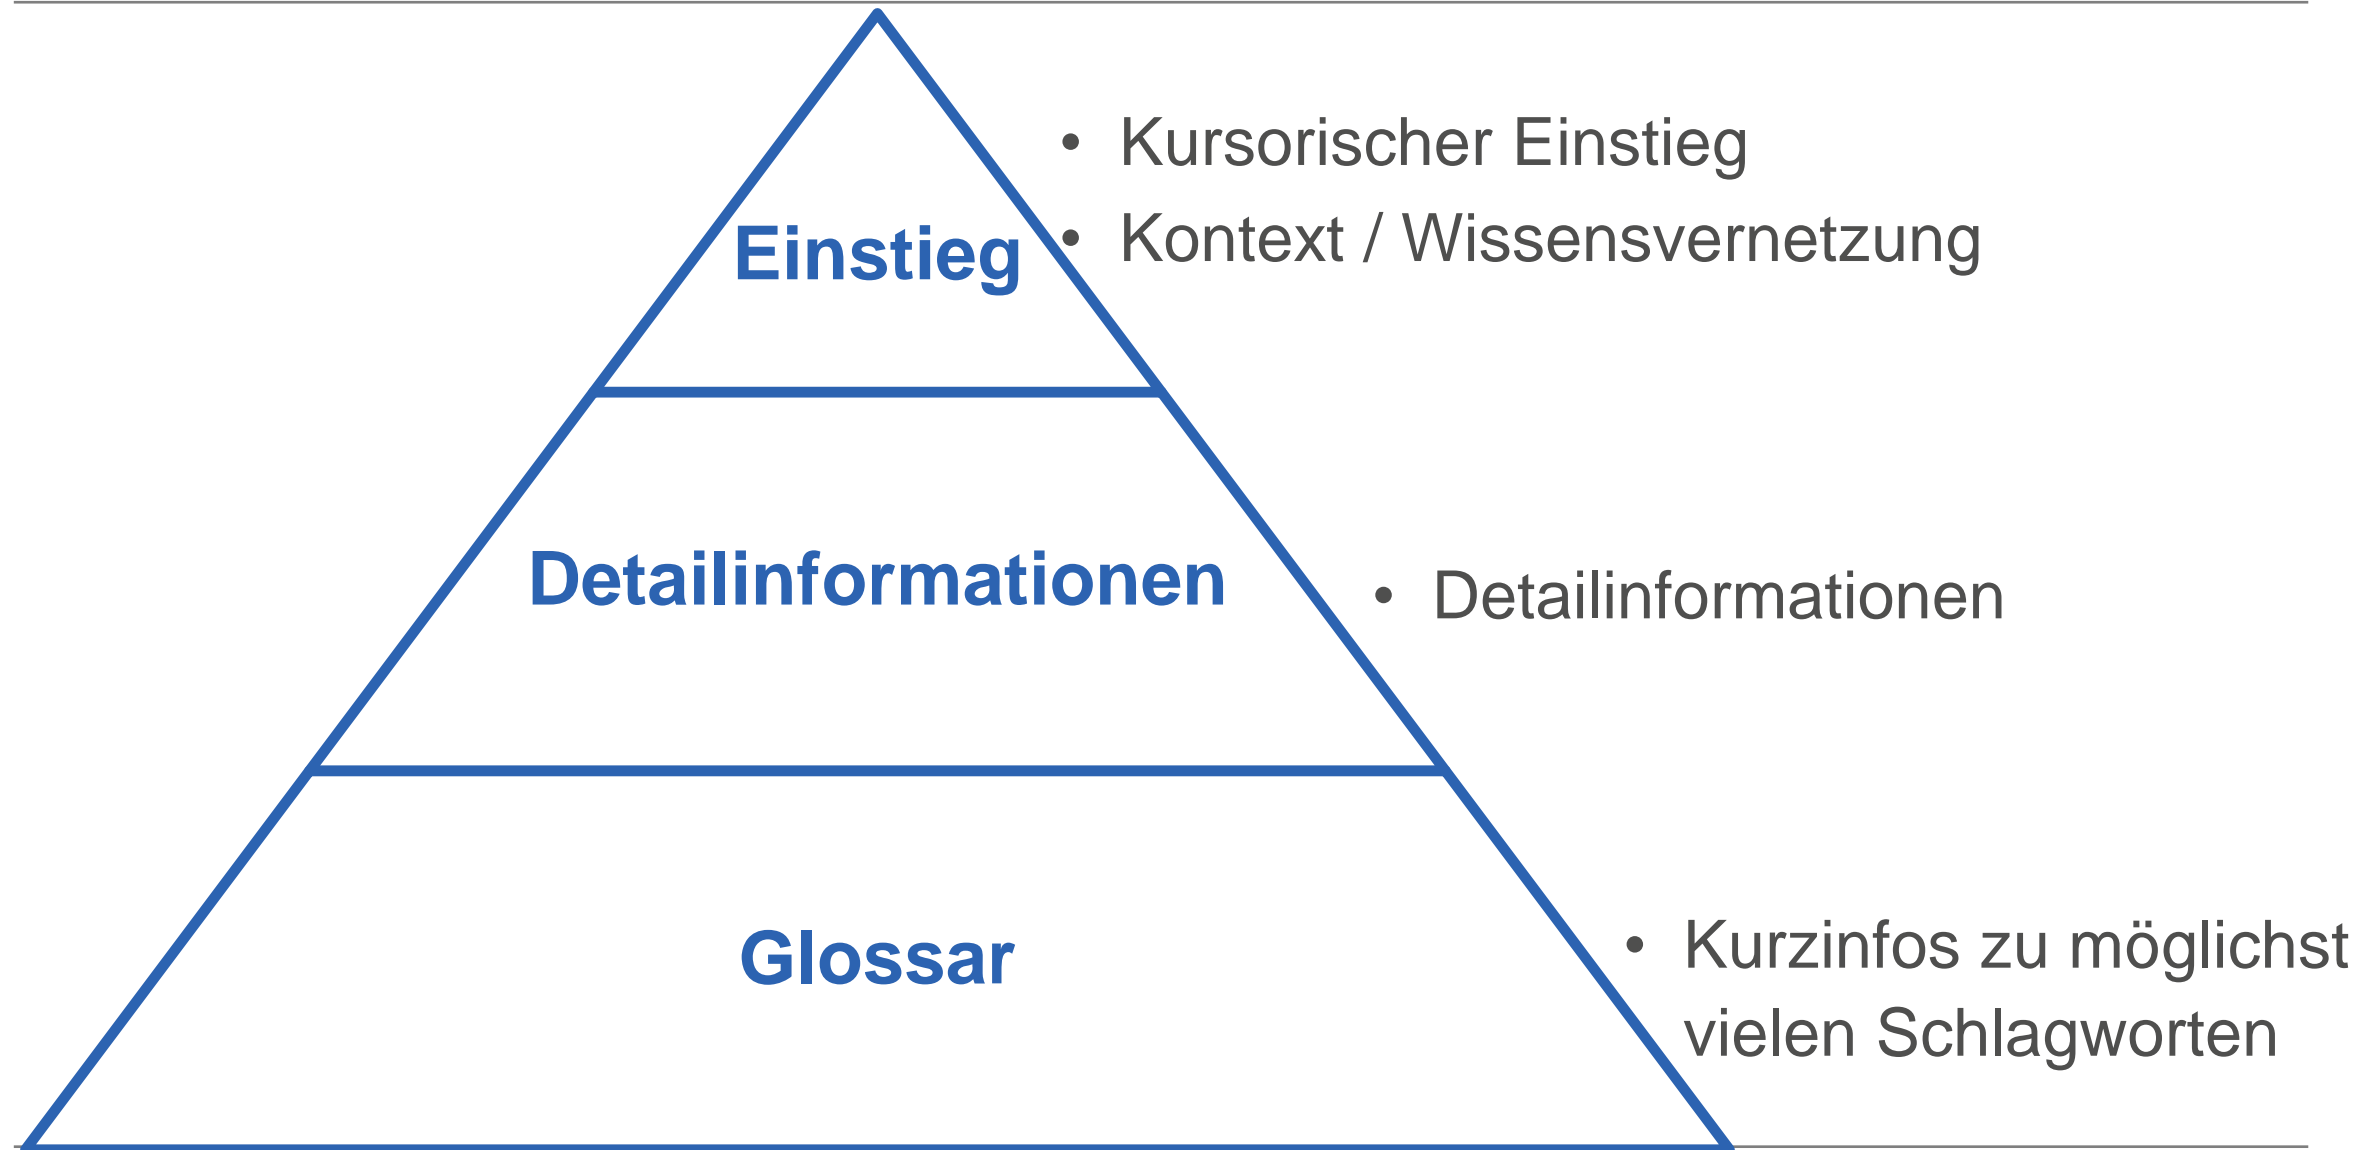 • Kursorischer Einstieg
Einstieg
• Kontext / Wissensvernetzung
Detailinformationen
• Detailinformationen
Glossar
• Kurzinfos zu möglichst
vielen Schlagworten